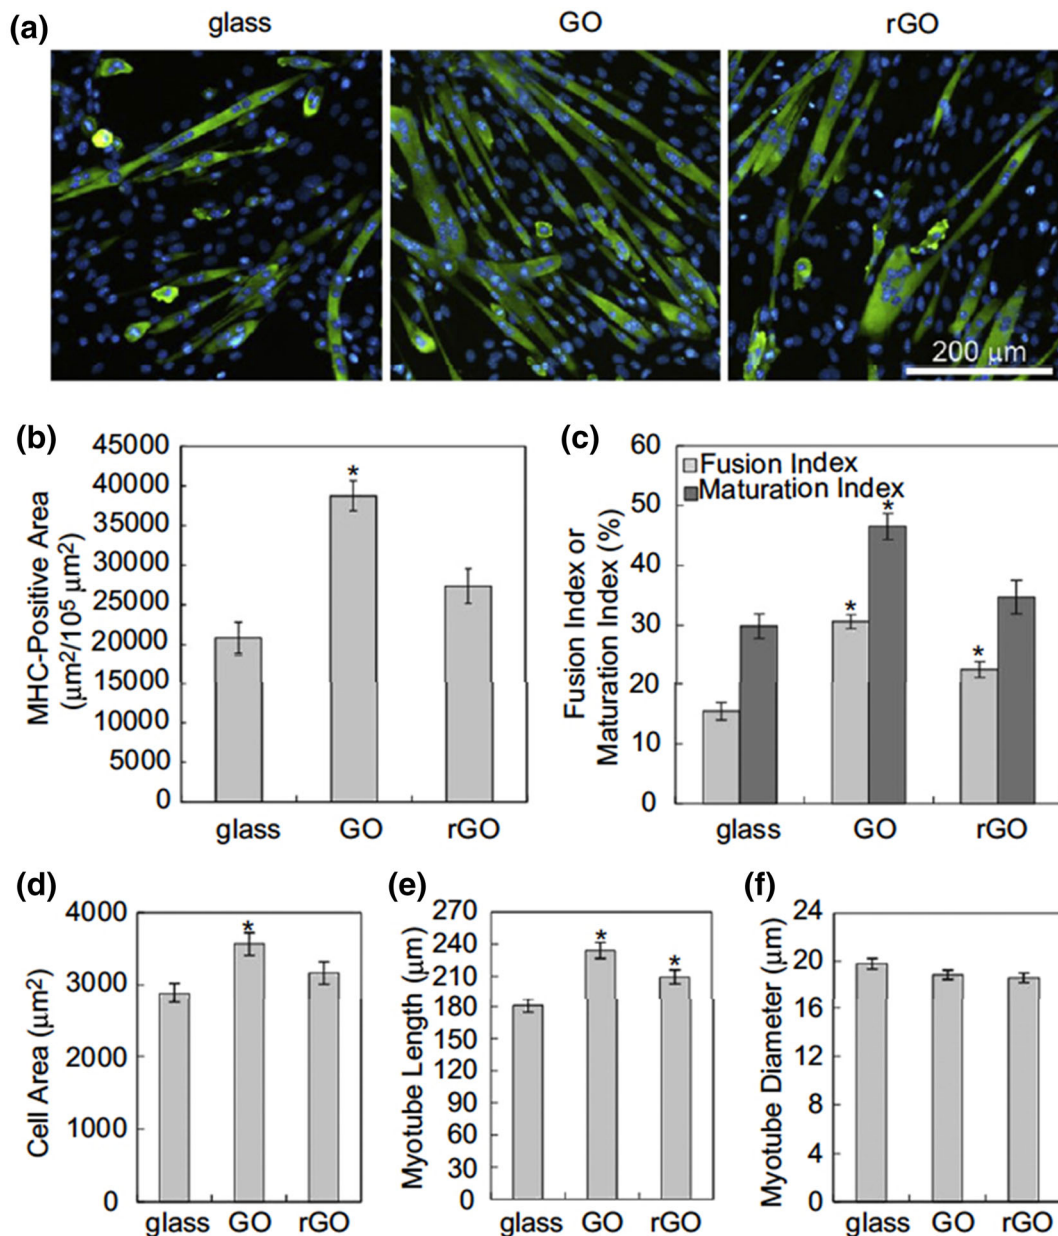 (a)
glass GO rGO
200 μm
(b)
MHC-Positive Area
(μm²/10⁵ μm²)
45000
40000
35000
30000
25000
20000
15000
10000
5000
0
*
glass GO rGO
(c)
Fusion Index or
Maturation Index (%)
60
50
40
30
20
10
0
Fusion Index
Maturation Index
*
*
*
glass GO rGO
(d)
Cell Area (μm²)
4000
3000
2000
1000
0
*
glass GO rGO
(e)
Myotube Length (μm)
270
240
210
180
150
120
90
60
30
0
*
*
glass GO rGO
(f)
Myotube Diameter (μm)
24
20
16
12
8
4
0
glass GO rGO